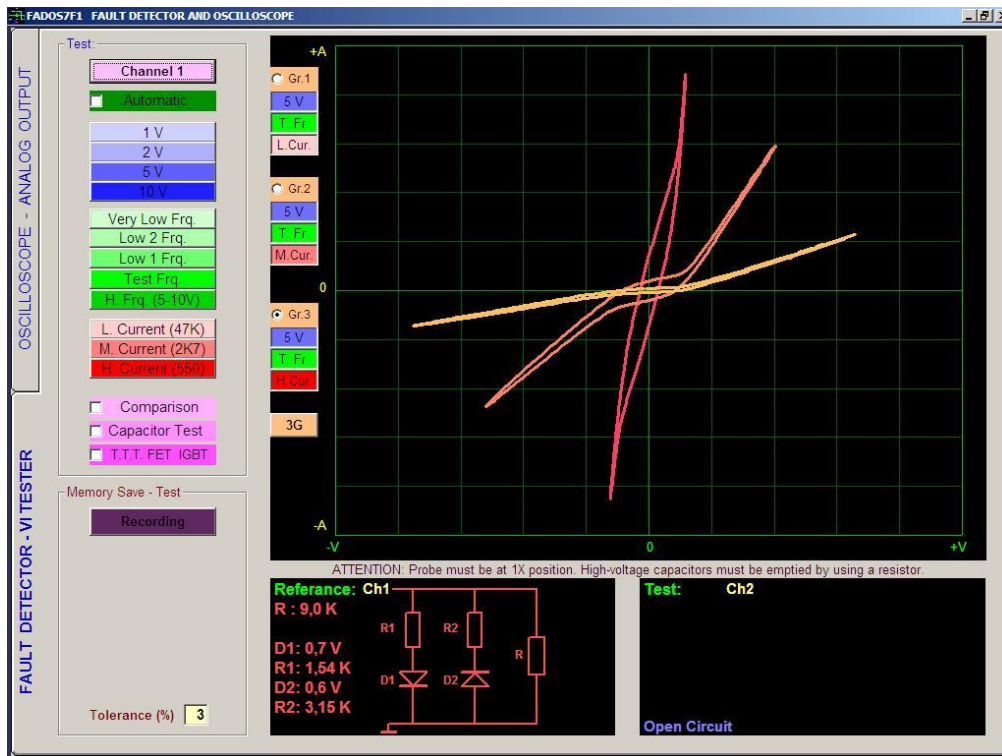 FADOS7F1 FAULT DETECTOR AND OSCILLOSCOPE
OSCILLOSCOPE - ANALOG OUTPUT
FAULT DETECTOR - VI TESTER
Test:
Channel 1
Automatic
1 V
2 V
5 V
10 V
Very Low Frq.
Low 2 Frq.
Low 1 Frq.
Test Frq.
H. Frq. (5-10V)
L. Current (47K)
M. Current (2K7)
H. Current (550)
Comparison
Capacitor Test
T.T.T. FET IGBT
Memory Save - Test
Recording
Tolerance (%) 3
+A
Gr.1
5 V
T. Fr
L.Cur.
Gr.2
5 V
T. Fr
M.Cur.
0
Gr.3
5 V
T. Fr
H.Cur
3G
-A
-V 0 +V
ATTENTION: Probe must be at 1X position. High-voltage capacitors must be emptied by using a resistor.
Referance: Ch1
R : 9,0 K
D1: 0,7 V
R1: 1,54 K
D2: 0,6 V
R2: 3,15 K
R1 R2 R
D1 D2
Test: Ch2
Open Circuit